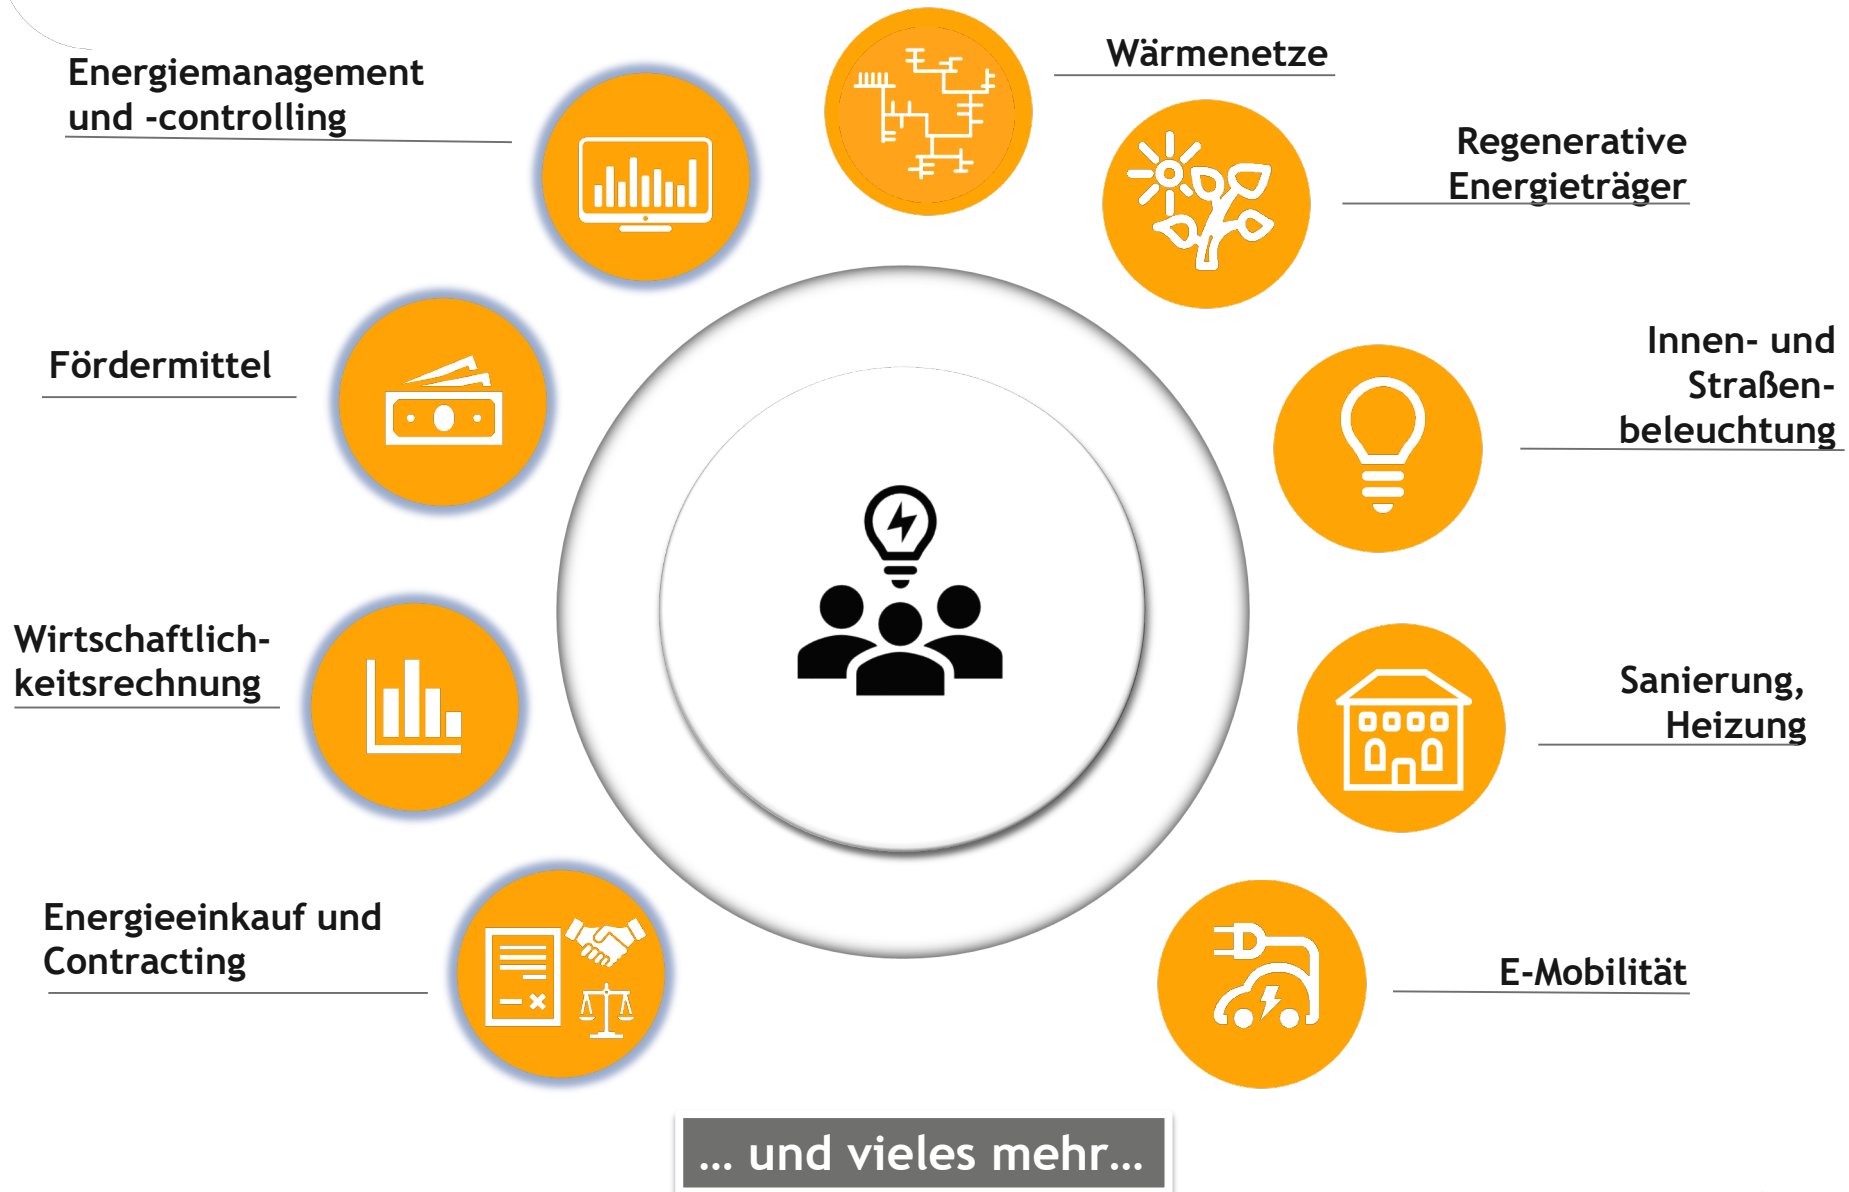 Energiemanagement
und -controlling
Wärmenetze
Regenerative
Energieträger
Fördermittel
Innen- und
Straßen-
beleuchtung
Wirtschaftlich-
keitsrechnung
Sanierung,
Heizung
Energieeinkauf und
Contracting
E-Mobilität
... und vieles mehr...